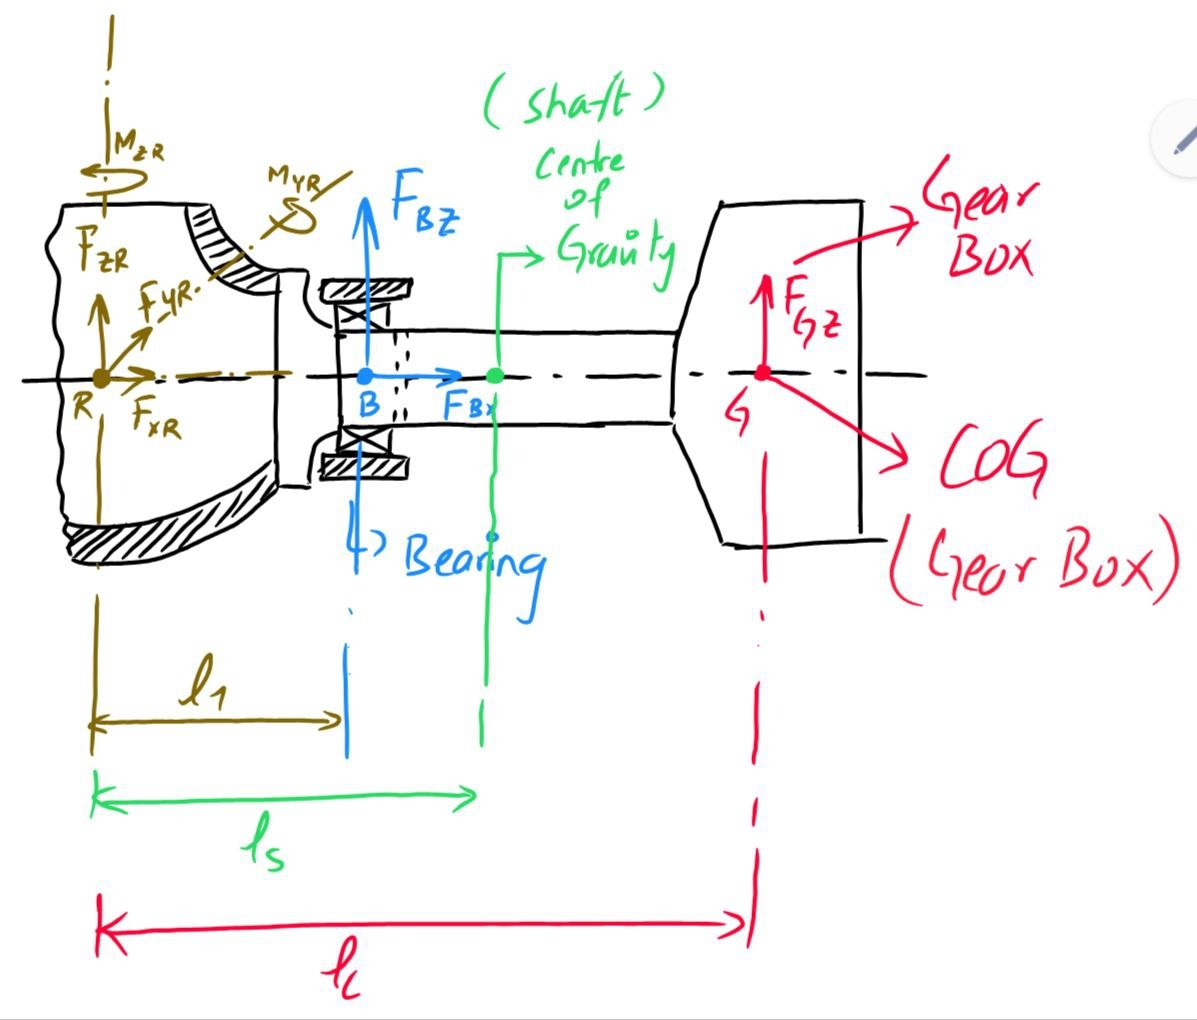 ( shaft )
Centre
of
Gravity
M_ZR
M_YR
F_BZ
Gear
BOX
F_ZR
F_YR
F_GZ
R
F_XR
B
F_Bx
G
COG
(Gear Box)
Bearing
l_1
l_s